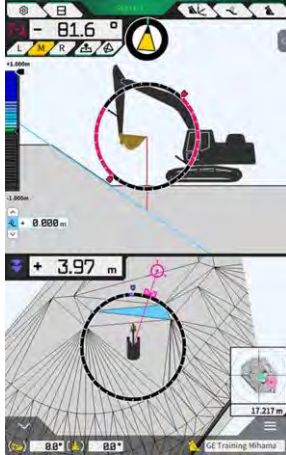 - 81.6 °
L M R
+1.000m
-1.000m
+ 0.000 m
+ 3.97 m
17.217 m
0.0° 0.0°
GE Training Mihama